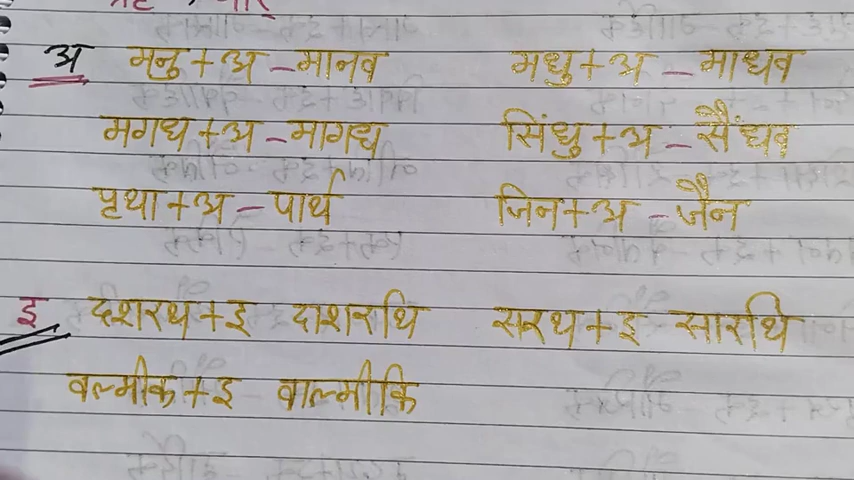 अ मनु + अ – मानव मधु + अ – माधव
मगध + अ – मागध सिंधु + अ – सैंधव
पृथा + अ – पार्थ जिन + अ – जैन
इ दशरथ + इ दाशरथि सरथ + इ सारथि
वल्मीक + इ वाल्मीकि